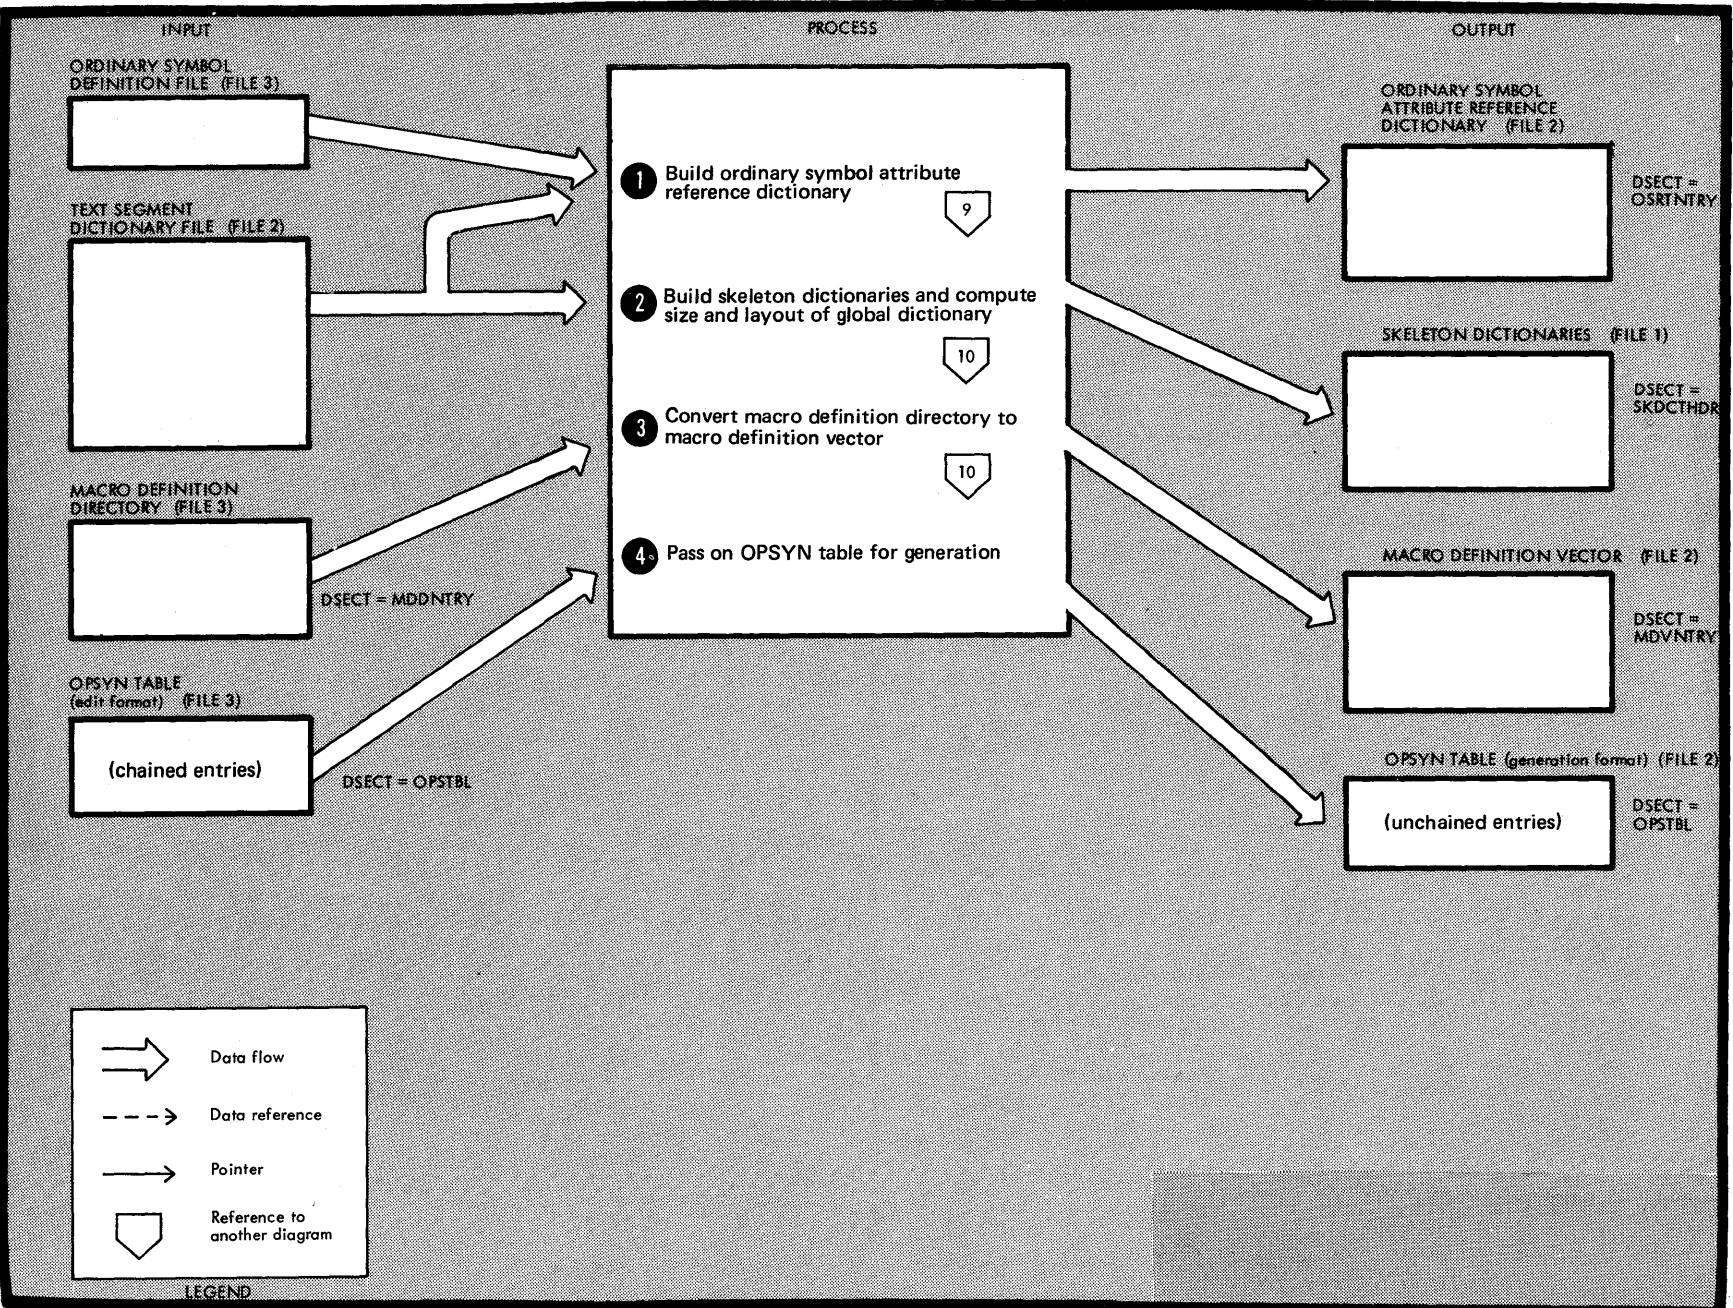 INPUT
PROCESS
OUTPUT
ORDINARY SYMBOL
DEFINITION FILE (FILE 3)
TEXT SEGMENT
DICTIONARY FILE (FILE 2)
MACRO DEFINITION
DIRECTORY (FILE 3)
DSECT = MDDNTRY
OPSYN TABLE
(edit format) (FILE 3)
(chained entries)
DSECT = OPSTBL
1 Build ordinary symbol attribute
reference dictionary
9
2 Build skeleton dictionaries and compute
size and layout of global dictionary
10
3 Convert macro definition directory to
macro definition vector
10
4 Pass on OPSYN table for generation
ORDINARY SYMBOL
ATTRIBUTE REFERENCE
DICTIONARY (FILE 2)
DSECT =
OSRTNTRY
SKELETON DICTIONARIES (FILE 1)
DSECT =
SKDCTHDR
MACRO DEFINITION VECTOR (FILE 2)
DSECT =
MDVNTRY
OPSYN TABLE (generation format) (FILE 2)
(unchained entries)
DSECT =
OPSTBL
Data flow
Data reference
Pointer
Reference to
another diagram
LEGEND